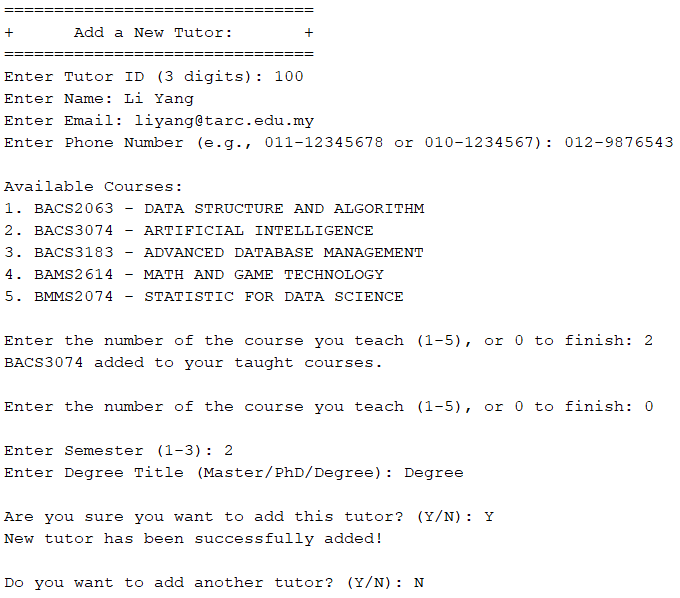 ===============================
+      Add a New Tutor:       +
===============================
Enter Tutor ID (3 digits): 100
Enter Name: Li Yang
Enter Email: liyang@tarc.edu.my
Enter Phone Number (e.g., 011-12345678 or 010-1234567): 012-9876543
Available Courses:
1. BACS2063 - DATA STRUCTURE AND ALGORITHM
2. BACS3074 - ARTIFICIAL INTELLIGENCE
3. BACS3183 - ADVANCED DATABASE MANAGEMENT
4. BAMS2614 - MATH AND GAME TECHNOLOGY
5. BMMS2074 - STATISTIC FOR DATA SCIENCE
Enter the number of the course you teach (1-5), or 0 to finish: 2
BACS3074 added to your taught courses.
Enter the number of the course you teach (1-5), or 0 to finish: 0
Enter Semester (1-3): 2
Enter Degree Title (Master/PhD/Degree): Degree
Are you sure you want to add this tutor? (Y/N): Y
New tutor has been successfully added!
Do you want to add another tutor? (Y/N): N